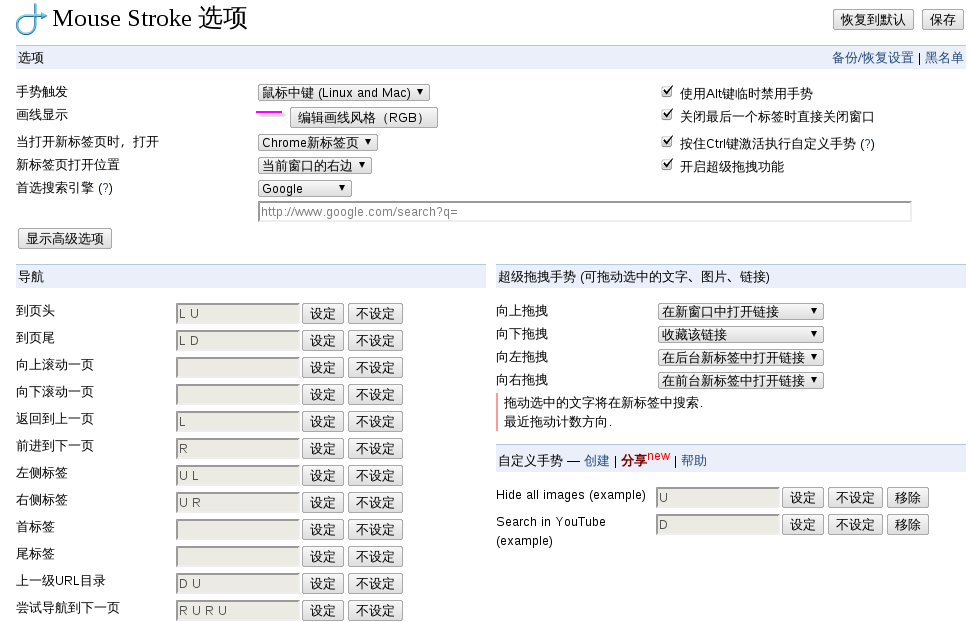 Mouse Stroke 选项
恢复到默认 保存
选项 备份/恢复设置 | 黑名单
手势触发 鼠标中键 (Linux and Mac) 使用Alt键临时禁用手势
画线显示 编辑画线风格（RGB） 关闭最后一个标签时直接关闭窗口
当打开新标签页时，打开 Chrome新标签页 按住Ctrl键激活执行自定义手势 (?)
新标签页打开位置 当前窗口的右边 开启超级拖拽功能
首选搜索引擎 (?) Google
http://www.google.com/search?q=
显示高级选项
导航
到页头 L U 设定 不设定
到页尾 L D 设定 不设定
向上滚动一页 设定 不设定
向下滚动一页 设定 不设定
返回到上一页 L 设定 不设定
前进到下一页 R 设定 不设定
左侧标签 U L 设定 不设定
右侧标签 U R 设定 不设定
首标签 设定 不设定
尾标签 设定 不设定
上一级URL目录 D U 设定 不设定
尝试导航到下一页 R U R U 设定 不设定
超级拖拽手势 (可拖动选中的文字、图片、链接)
向上拖拽 在新窗口中打开链接
向下拖拽 收藏该链接
向左拖拽 在后台新标签中打开链接
向右拖拽 在前台新标签中打开链接
拖动选中的文字将在新标签中搜索.
最近拖动计数方向.
自定义手势 — 创建 | 分享new | 帮助
Hide all images (example) U 设定 不设定 移除
Search in YouTube D 设定 不设定 移除
(example)